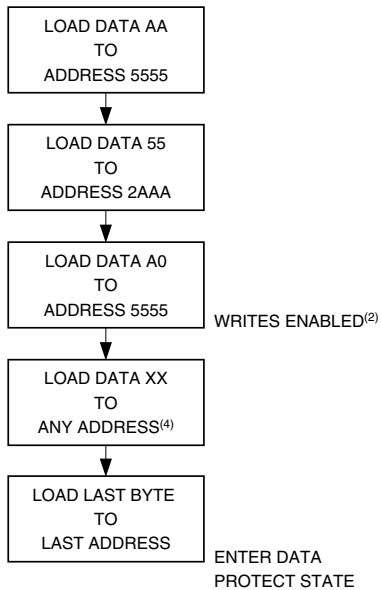 LOAD DATA AA
TO
ADDRESS 5555
LOAD DATA 55
TO
ADDRESS 2AAA
LOAD DATA A0
TO
ADDRESS 5555
WRITES ENABLED(2)
LOAD DATA XX
TO
ANY ADDRESS(4)
LOAD LAST BYTE
TO
LAST ADDRESS
ENTER DATA
PROTECT STATE